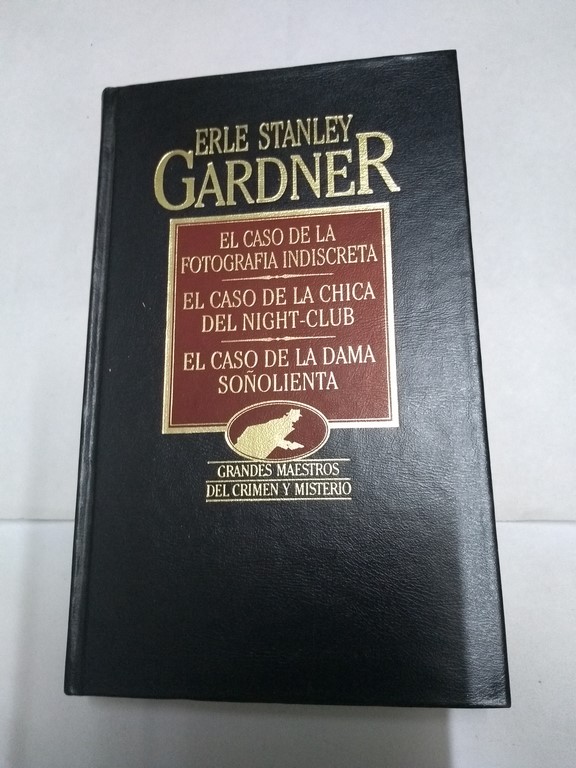 ERLE STANLEY
GARDNER
EL CASO DE LA
FOTOGRAFIA INDISCRETA
EL CASO DE LA CHICA
DEL NIGHT-CLUB
EL CASO DE LA DAMA
SOÑOLIENTA
GRANDES MAESTROS
DEL CRIMEN Y MISTERIO